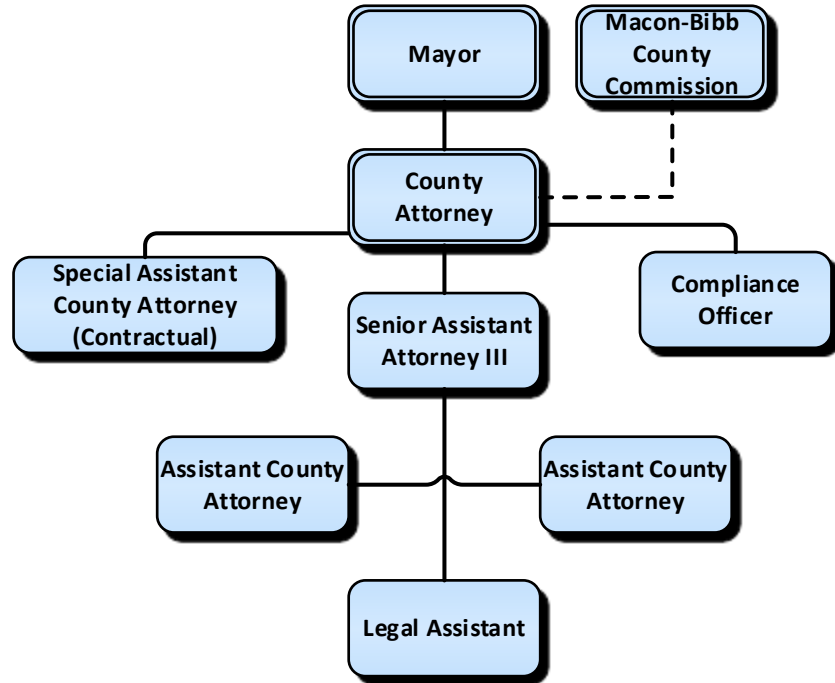 Mayor
Macon-Bibb
County
Commission
County
Attorney
Special Assistant
County Attorney
(Contractual)
Senior Assistant
Attorney III
Compliance
Officer
Assistant County
Attorney
Assistant County
Attorney
Legal Assistant